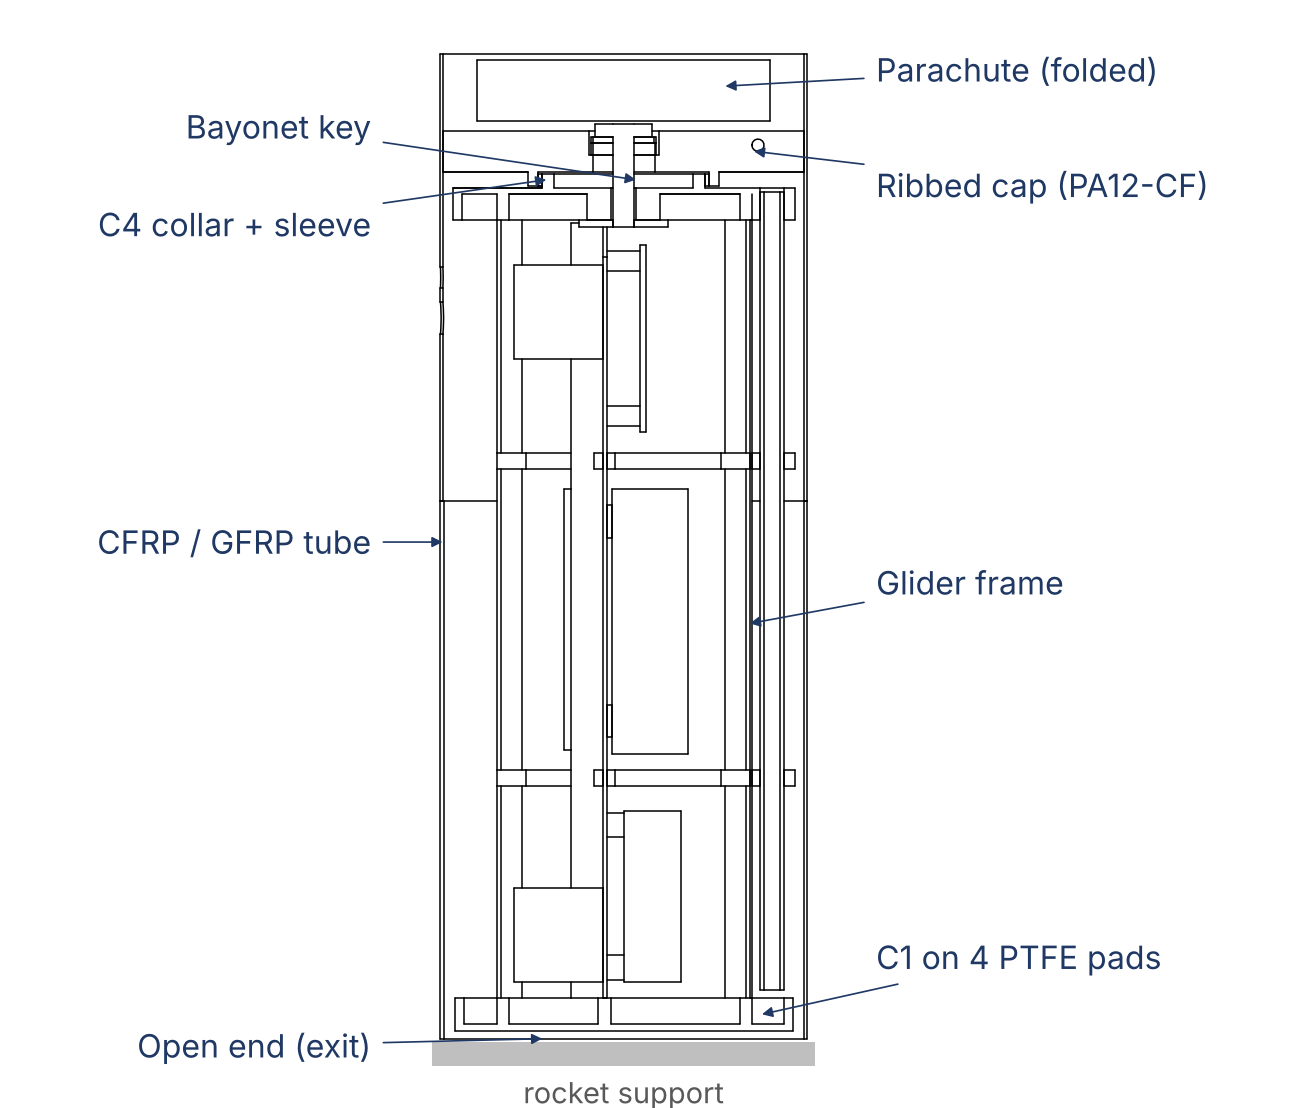 Parachute (folded)
Bayonet key
Ribbed cap (PA12-CF)
C4 collar + sleeve
CFRP / GFRP tube
Glider frame
C1 on 4 PTFE pads
Open end (exit)
rocket support